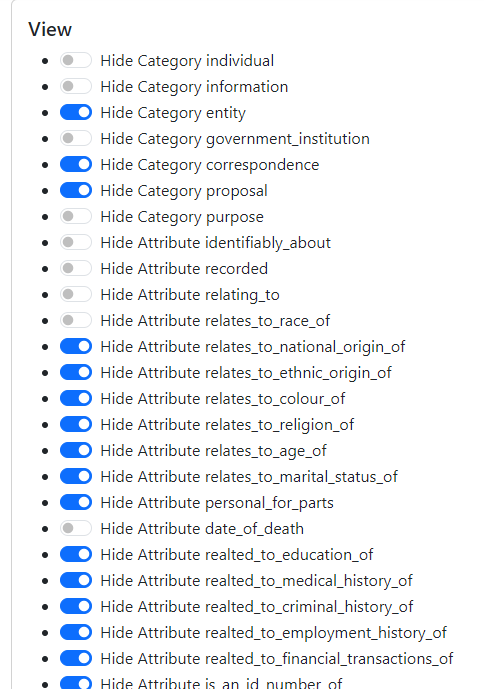 View
Hide Category individual
Hide Category information
Hide Category entity
Hide Category government_institution
Hide Category correspondence
Hide Category proposal
Hide Category purpose
Hide Attribute identifiably_about
Hide Attribute recorded
Hide Attribute relating_to
Hide Attribute relates_to_race_of
Hide Attribute relates_to_national_origin_of
Hide Attribute relates_to_ethnic_origin_of
Hide Attribute relates_to_colour_of
Hide Attribute relates_to_religion_of
Hide Attribute relates_to_age_of
Hide Attribute relates_to_marital_status_of
Hide Attribute personal_for_parts
Hide Attribute date_of_death
Hide Attribute realted_to_education_of
Hide Attribute realted_to_medical_history_of
Hide Attribute realted_to_criminal_history_of
Hide Attribute realted_to_employment_history_of
Hide Attribute realted_to_financial_transactions_of
Hide Attribute is_an_id_number_of